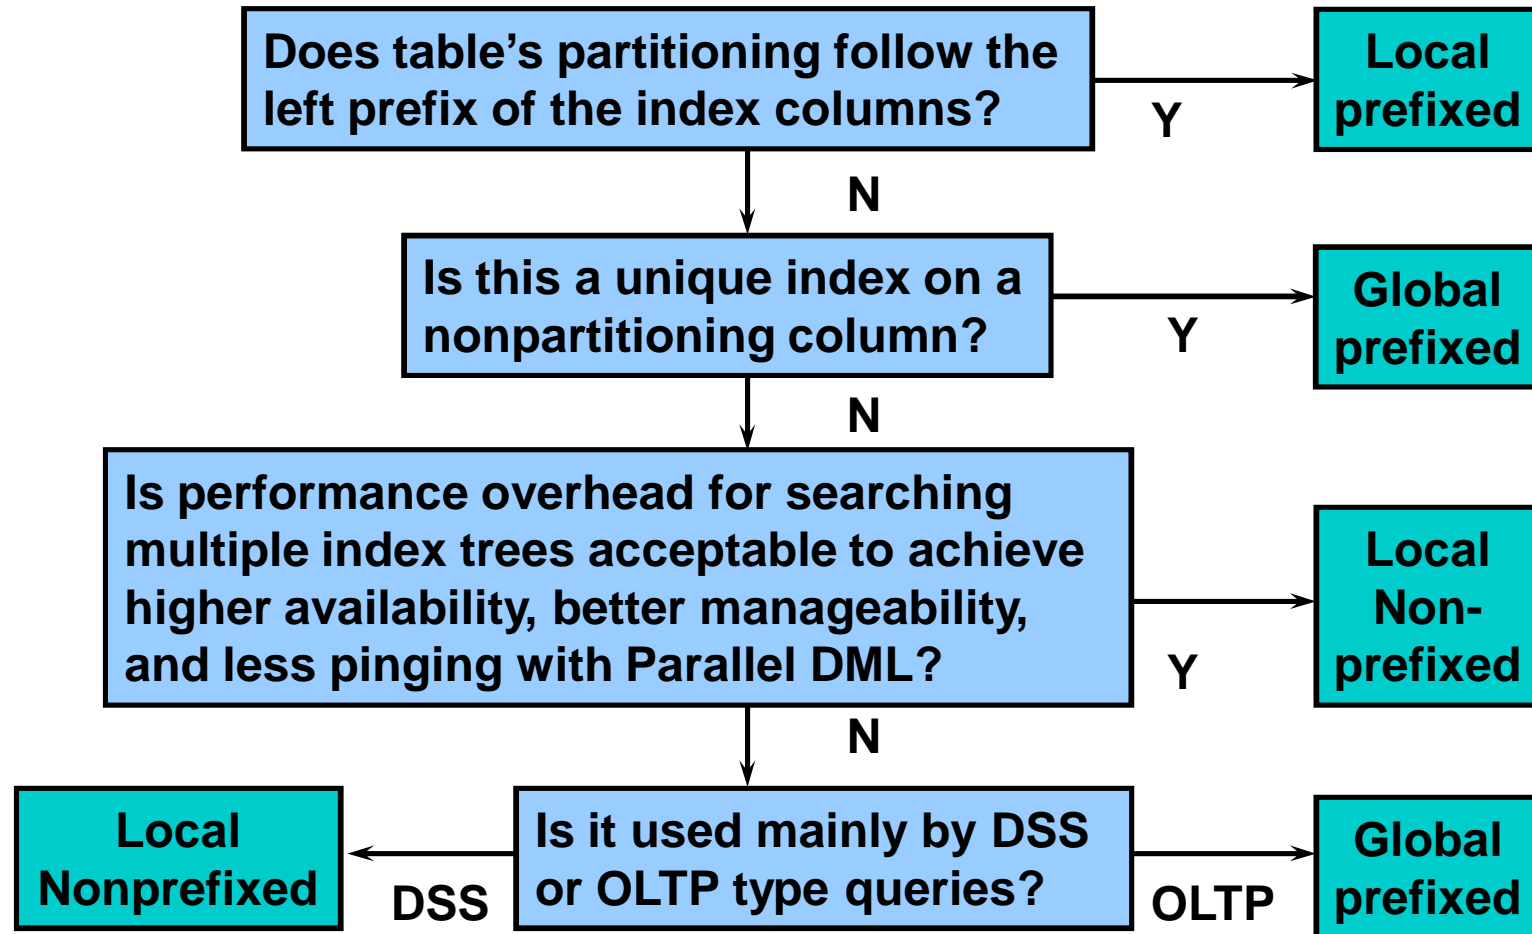 Does table’s partitioning follow the
left prefix of the index columns?
Y
Local
prefixed
N
Is this a unique index on a
nonpartitioning column?
Y
Global
prefixed
N
Is performance overhead for searching
multiple index trees acceptable to achieve
higher availability, better manageability,
and less pinging with Parallel DML?
Y
Local
Non-
prefixed
N
Local
Nonprefixed
DSS
Is it used mainly by DSS
or OLTP type queries?
OLTP
Global
prefixed